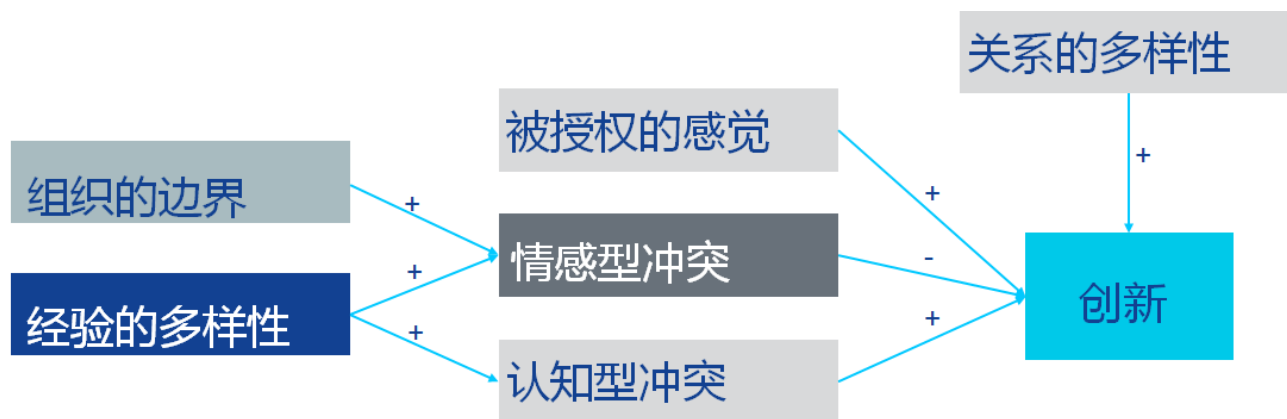 关系的多样性
被授权的感觉
+
组织的边界
+
+
情感型冲突
-
创新
+
经验的多样性
+
+
认知型冲突